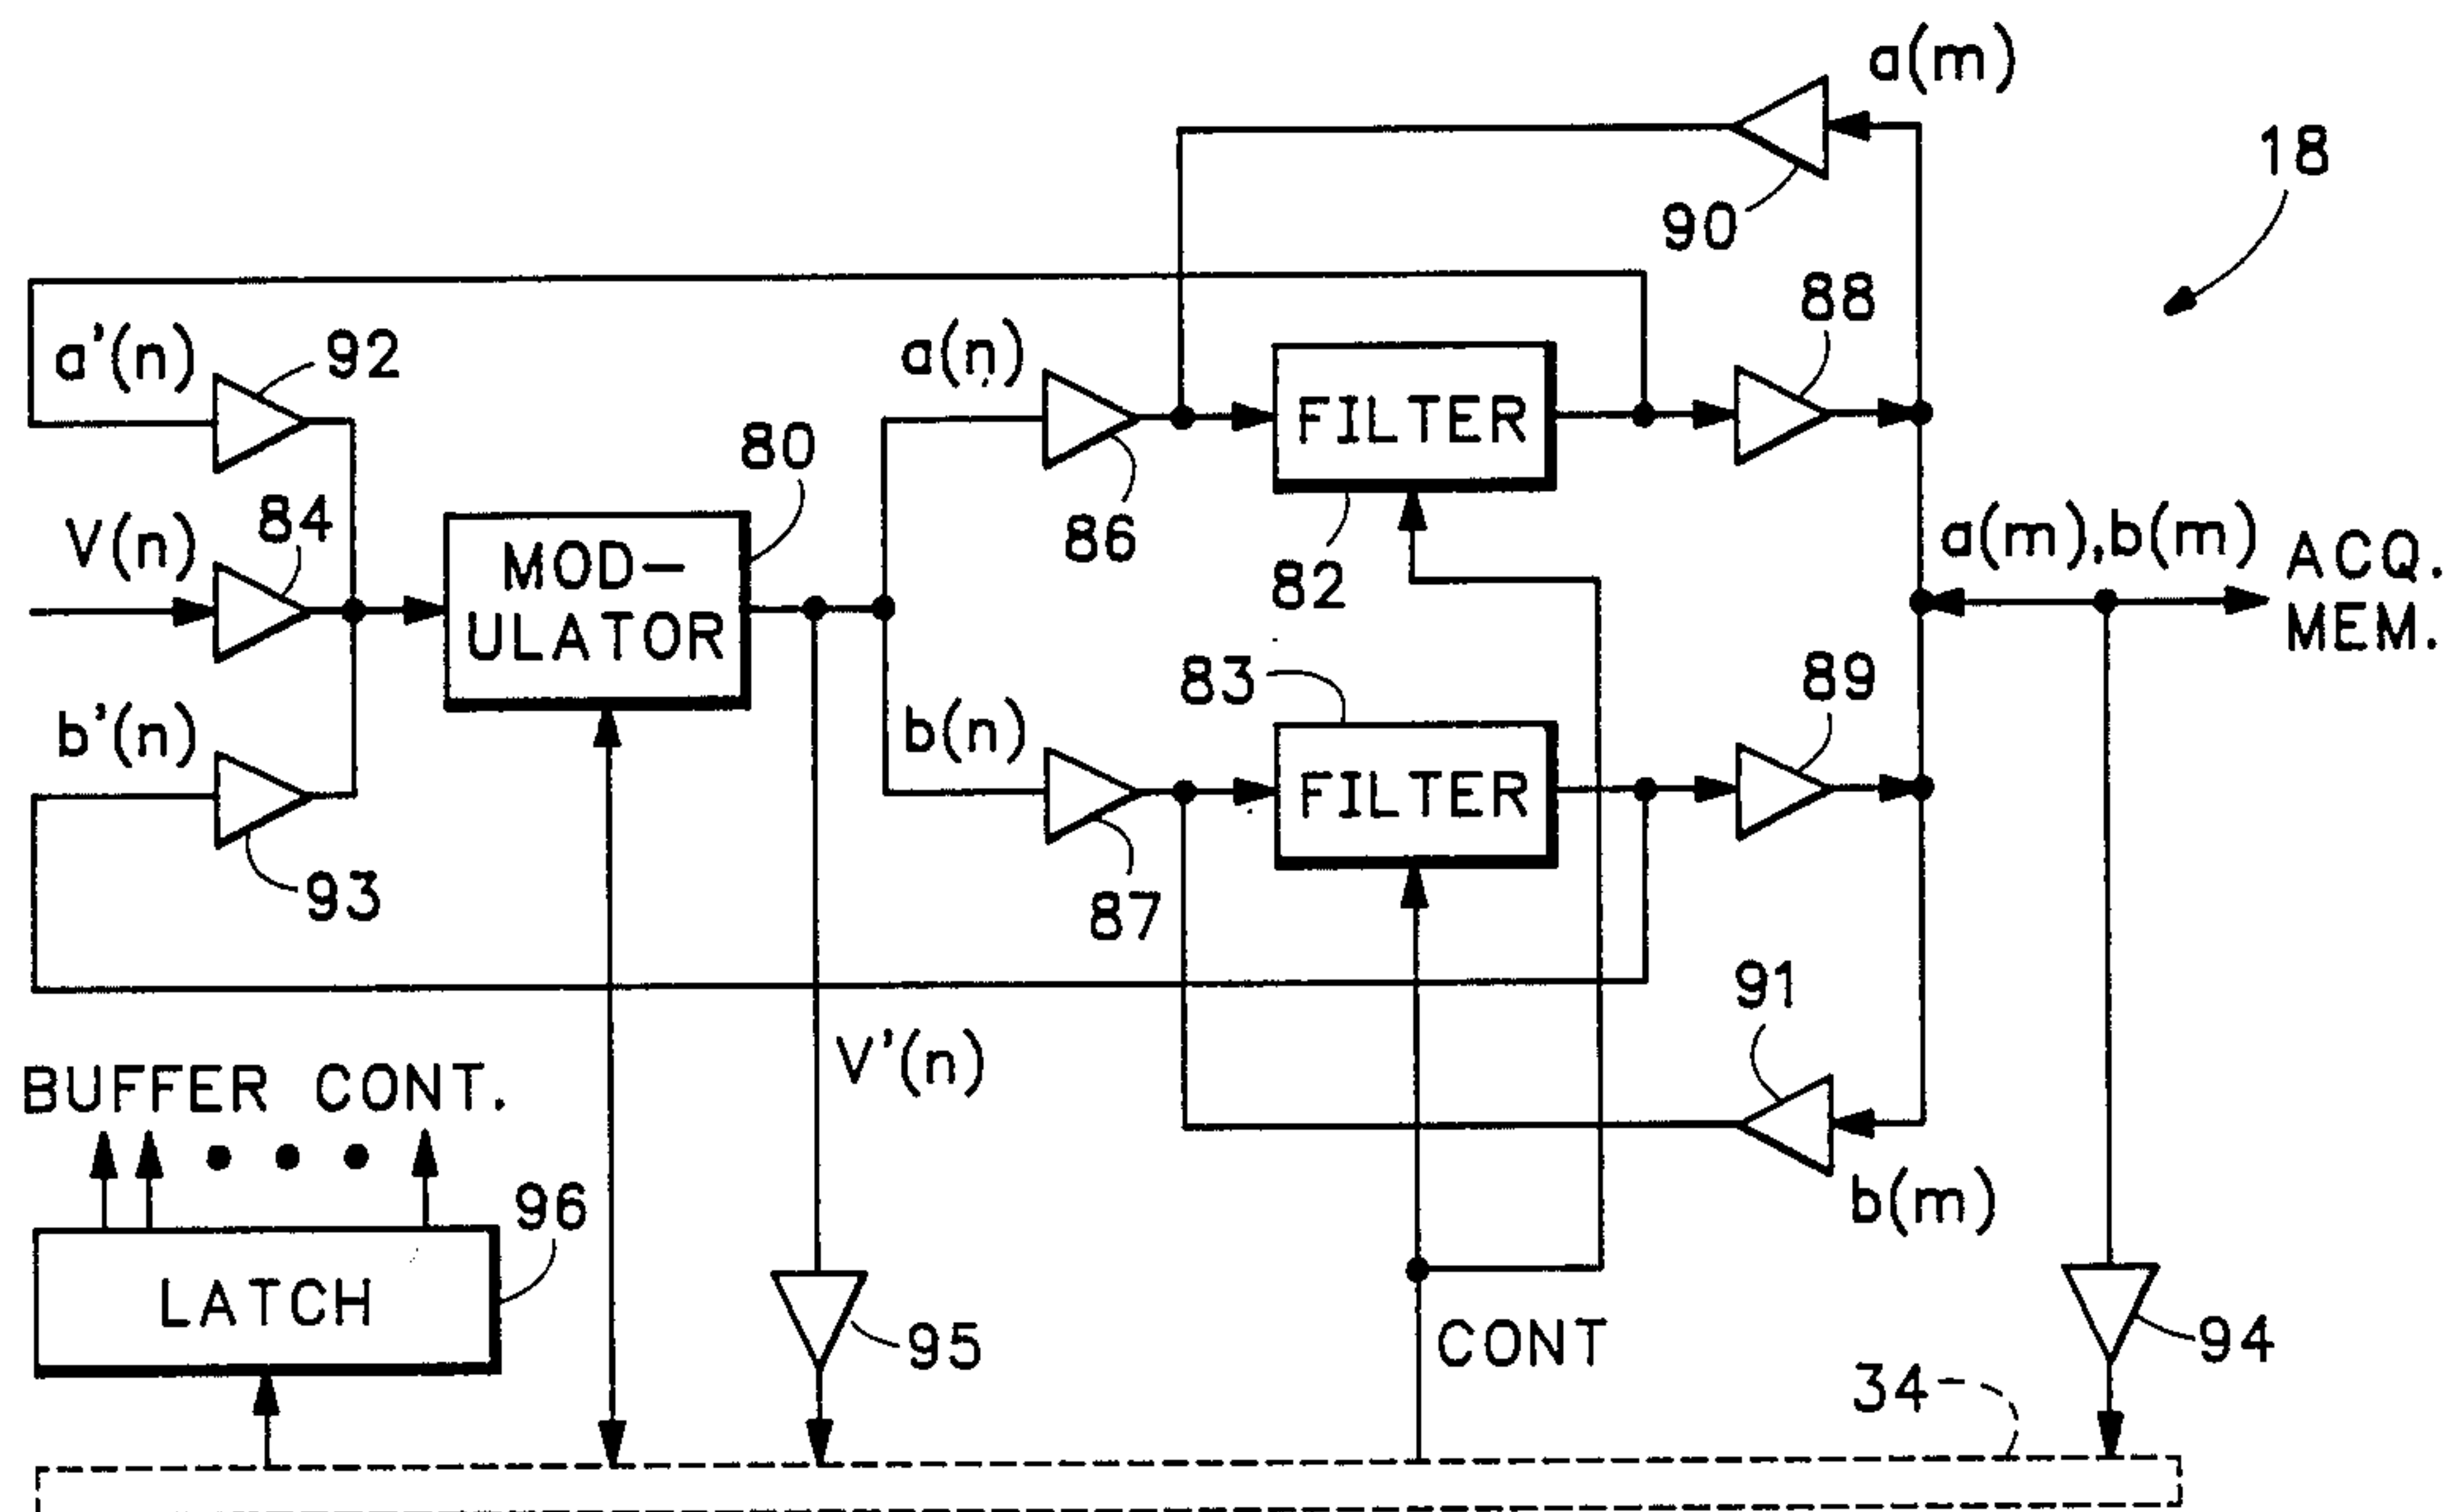 a(m)
18
90
88
a'(n)
92
a(n)
80
FILTER
V(n)
84
86
82
MOD-
ULATOR
a(m),b(m)
ACQ.
MEM.
83
89
b'(n)
b(n)
FILTER
93
87
91
V'(n)
BUFFER CONT.
96
b(m)
LATCH
95
CONT
94
34